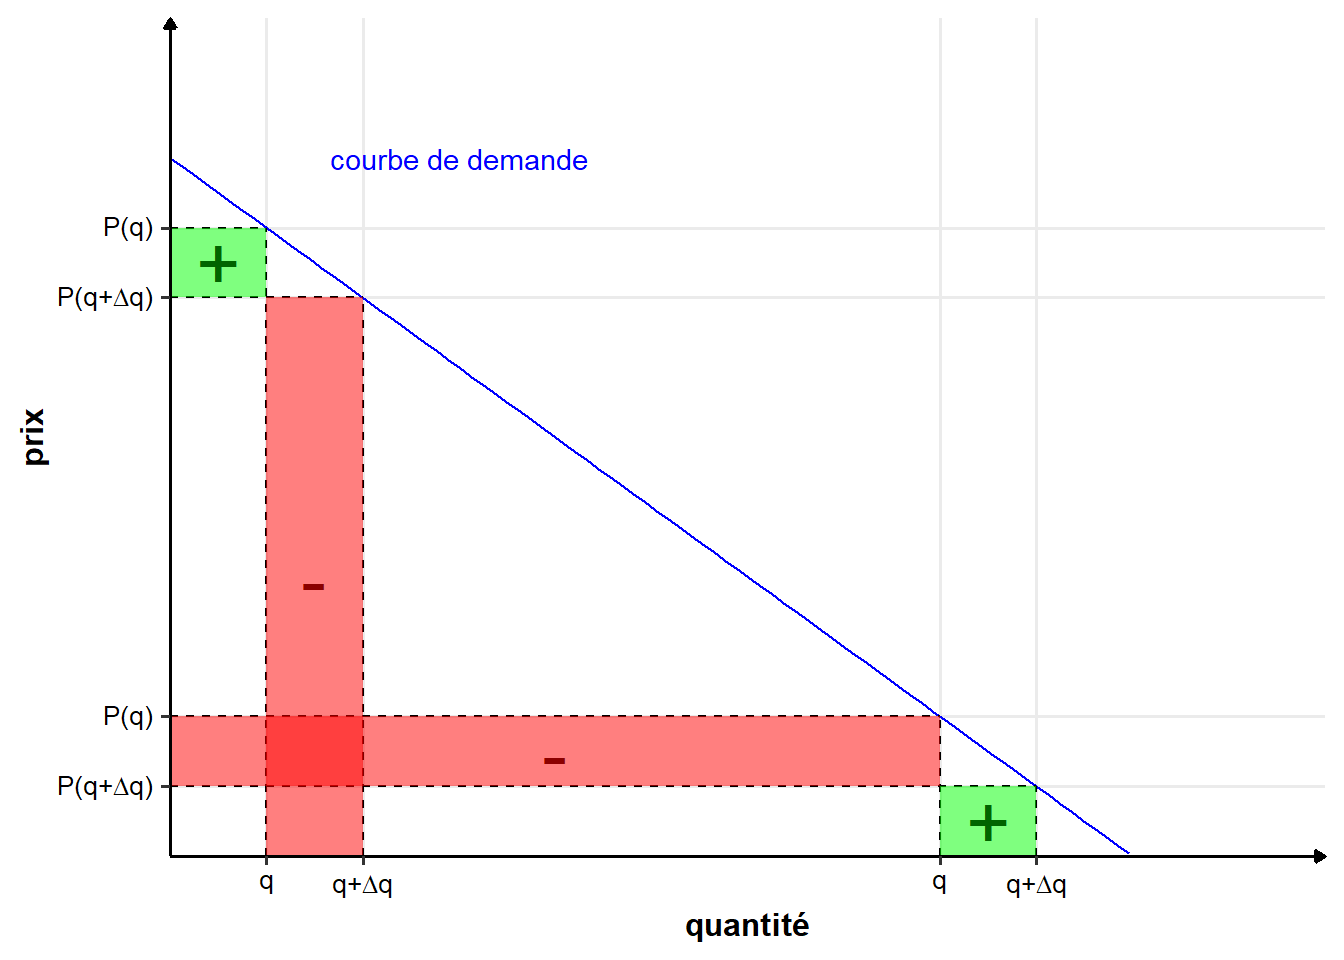 courbe de demande
P(q)
+
P(q+Δq)
prix
-
P(q)
-
P(q+Δq)
+
q
q+Δq
q
q+Δq
quantité